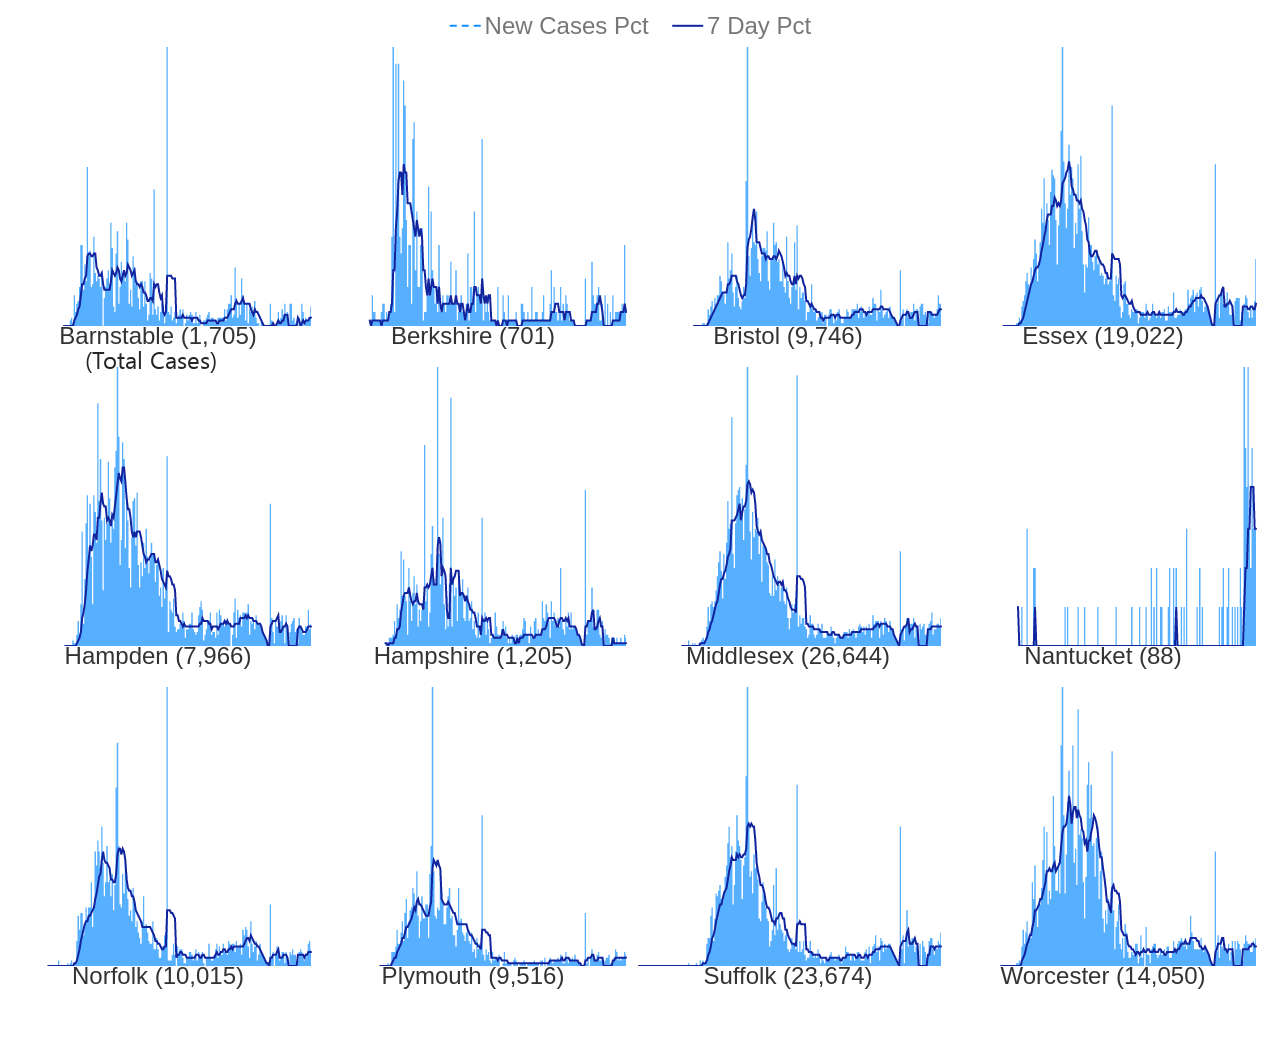 New Cases Pct 7 Day Pct
Barnstable (1,705) Berkshire (701) Bristol (9,746) Essex (19,022)
(Total Cases)
Hampden (7,966) Hampshire (1,205) Middlesex (26,644) Nantucket (88)
Norfolk (10,015) Plymouth (9,516) Suffolk (23,674) Worcester (14,050)